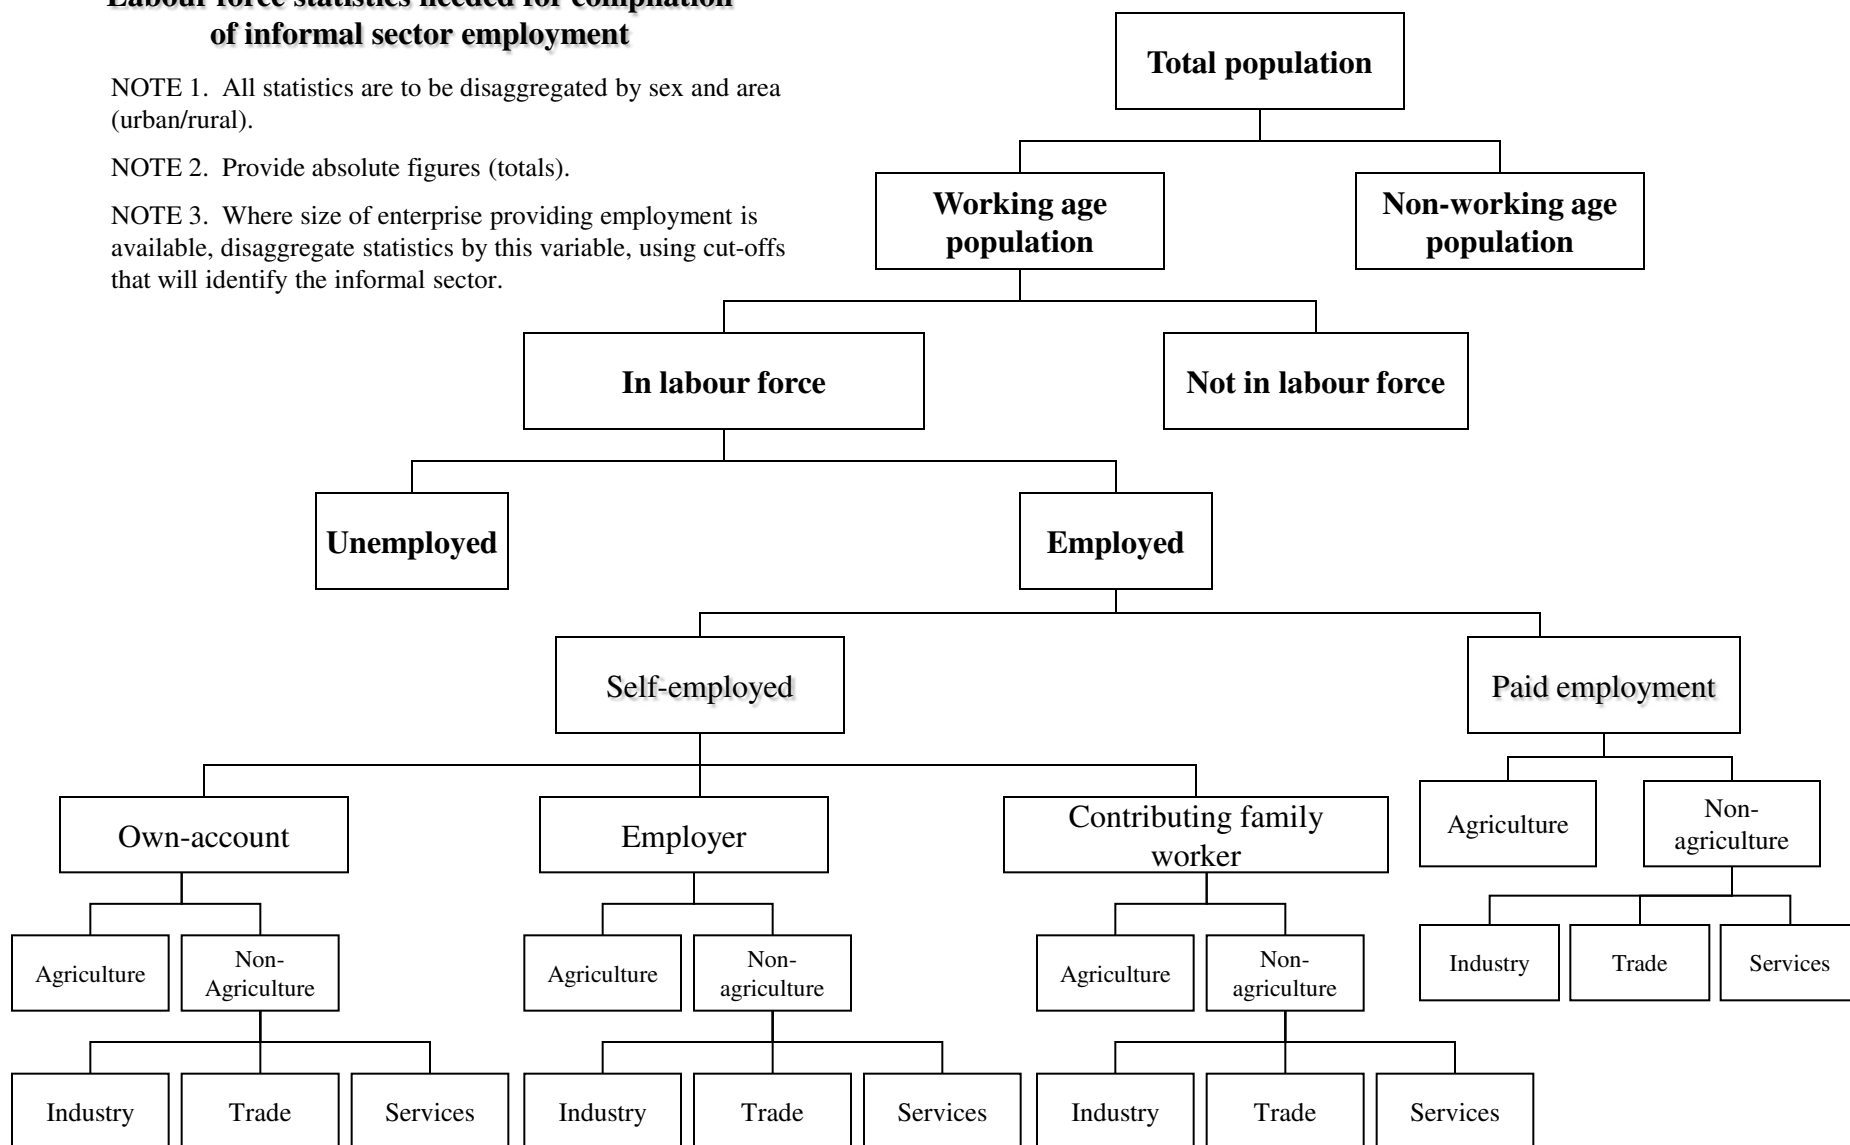 Labour force statistics needed for compilation
of informal sector employment
NOTE 1. All statistics are to be disaggregated by sex and area
(urban/rural).
NOTE 2. Provide absolute figures (totals).
NOTE 3. Where size of enterprise providing employment is
available, disaggregate statistics by this variable, using cut-offs
that will identify the informal sector.
Total population
Working age
population
Non-working age
population
In labour force
Not in labour force
Unemployed
Employed
Self-employed
Paid employment
Own-account
Employer
Contributing family
worker
Agriculture
Non-
agriculture
Agriculture
Non-
Agriculture
Agriculture
Non-
agriculture
Agriculture
Non-
agriculture
Industry
Trade
Services
Industry
Trade
Services
Industry
Trade
Services
Industry
Trade
Services